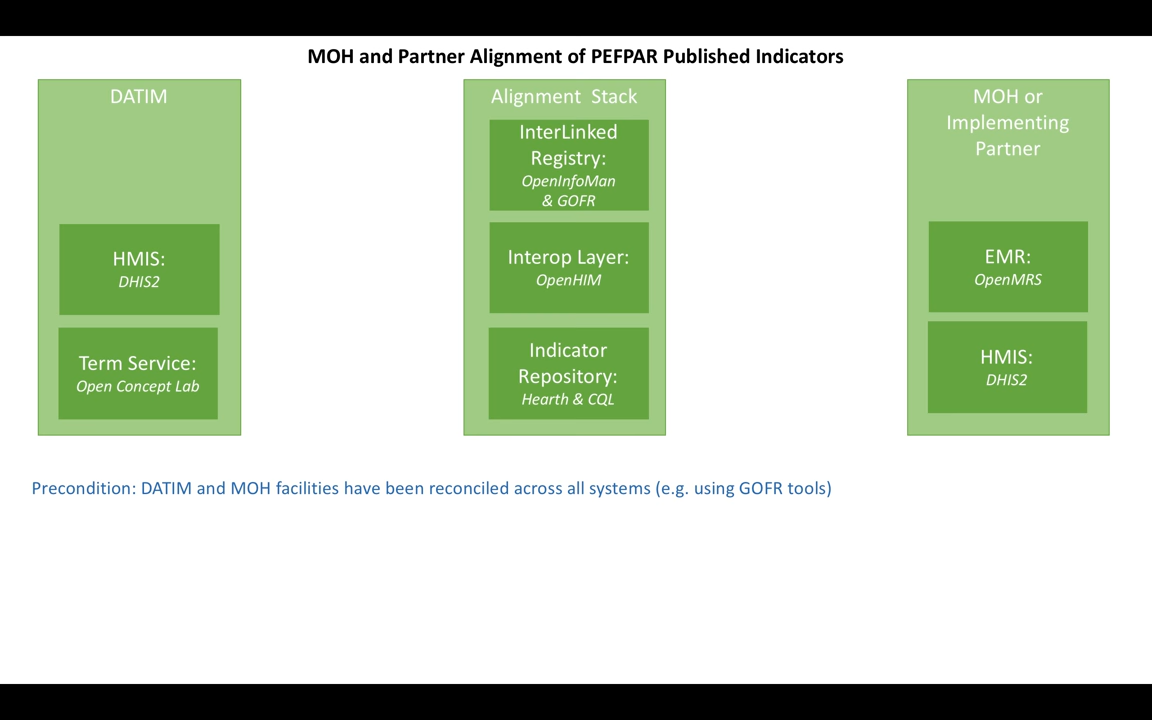 MOH and Partner Alignment of PEFPAR Published Indicators
DATIM
HMIS:
DHIS2
Term Service:
Open Concept Lab
Alignment Stack
InterLinked
Registry:
OpenInfoMan
& GOFR
Interop Layer:
OpenHIM
Indicator
Repository:
Hearth & CQL
MOH or
Implementing
Partner
EMR:
OpenMRS
HMIS:
DHIS2
Precondition: DATIM and MOH facilities have been reconciled across all systems (e.g. using GOFR tools)